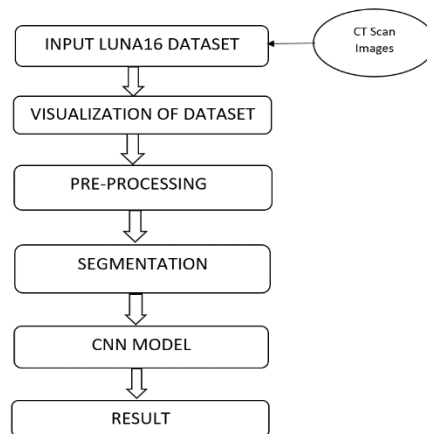 INPUT LUNA16 DATASET
CT Scan
Images
VISUALIZATION OF DATASET
PRE-PROCESSING
SEGMENTATION
CNN MODEL
RESULT